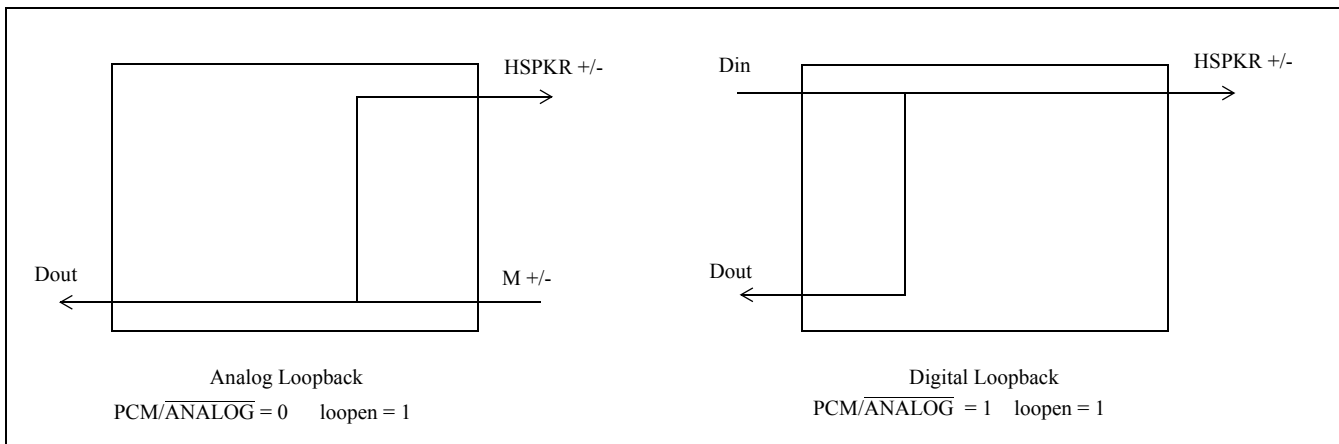 HSPKR +/-
Dout
M +/-
Analog Loopback
PCM/ANALOG = 0 loopen = 1
Din
HSPKR +/-
Dout
Digital Loopback
PCM/ANALOG = 1 loopen = 1